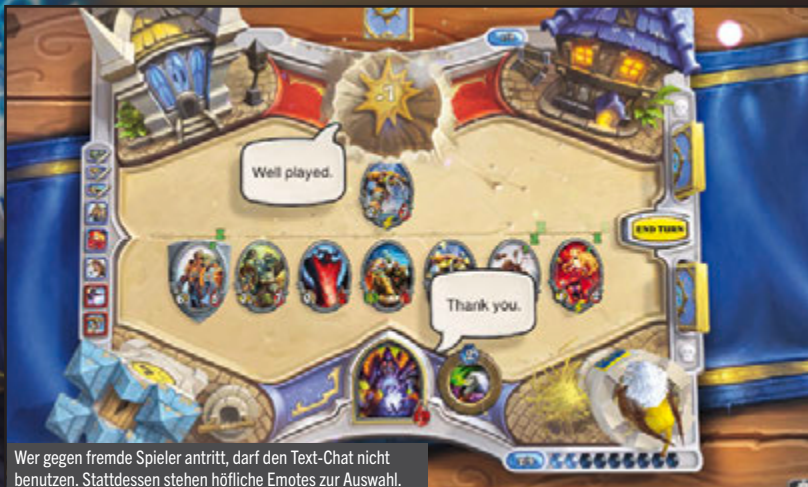 -1
Well played.
END TURN
Thank you.
Wer gegen fremde Spieler antritt, darf den Text-Chat nicht
benutzen. Stattdessen stehen höfliche Emotes zur Auswahl.